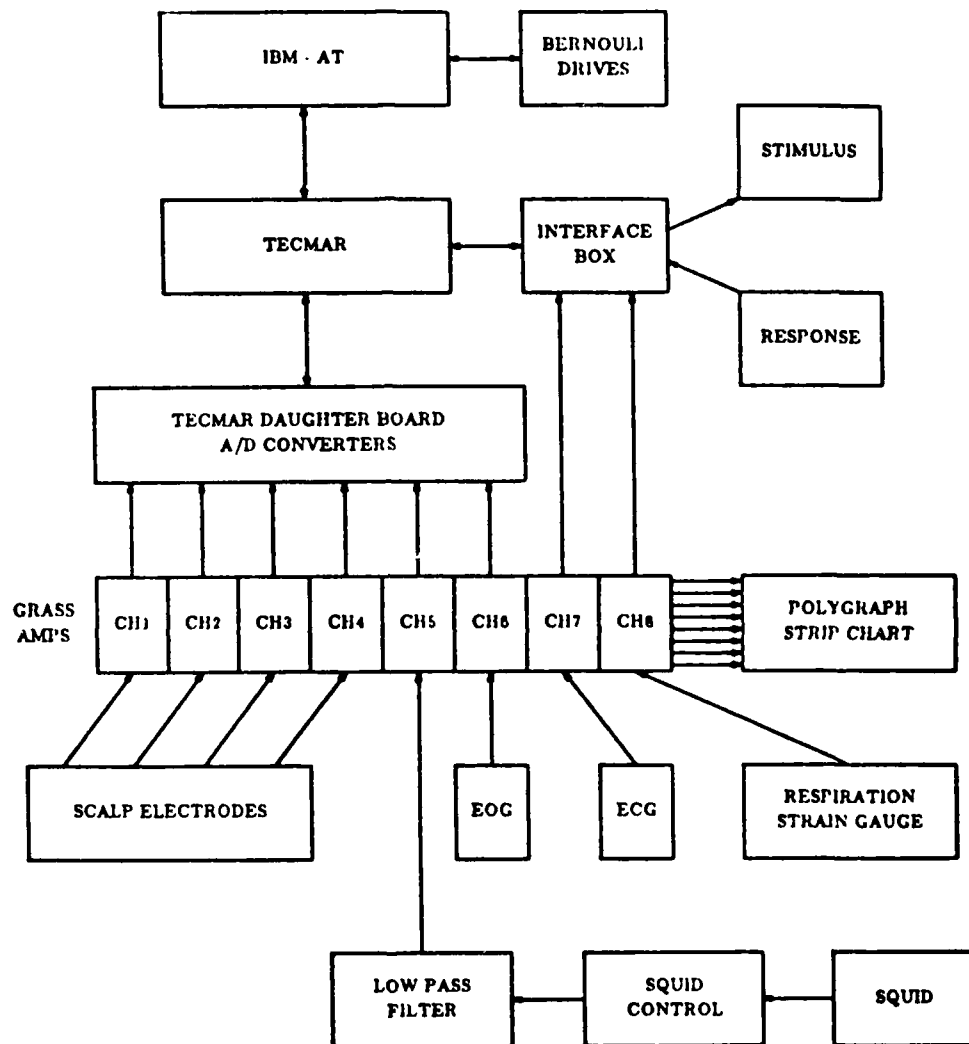 IBM - AT
BERNOULI
DRIVES
STIMULUS
TECMAR
INTERFACE
BOX
RESPONSE
TECMAR DAUGHTER BOARD
A/D CONVERTERS
GRASS
AMPS
CH1
CH2
CH3
CH4
CH5
CH6
CH7
CH8
POLYGRAPH
STRIP CHART
SCALP ELECTRODES
EOG
ECG
RESPIRATION
STRAIN GAUGE
LOW PASS
FILTER
SQUID
CONTROL
SQUID